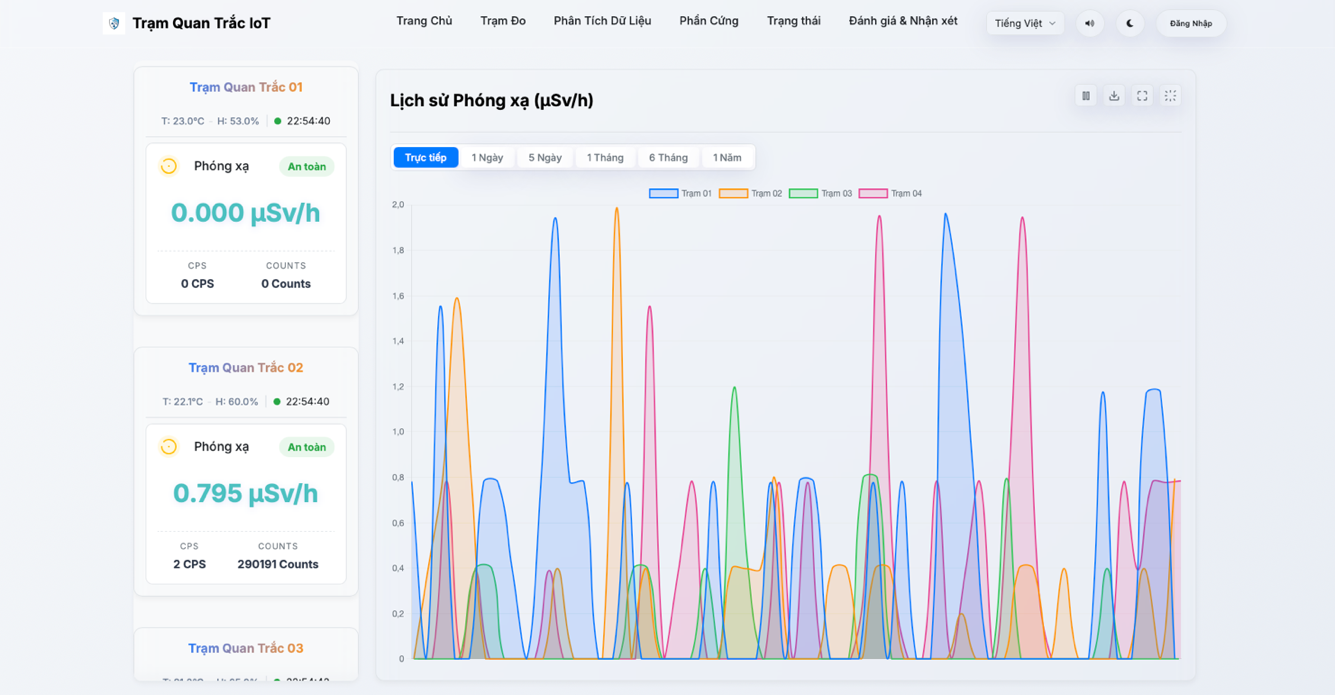 Trạm Quan Trắc IoT
Trang Chủ Trạm Đo Phân Tích Dữ Liệu Phần Cứng Trạng thái Đánh giá & Nhận xét
Tiếng Việt
Đăng Nhập
Trạm Quan Trắc 01
T: 23.0°C · H: 53.0% | 22:54:40
Phóng xạ An toàn
0.000 µSv/h
CPS COUNTS
0 CPS 0 Counts
Trạm Quan Trắc 02
T: 22.1°C · H: 60.0% | 22:54:40
Phóng xạ An toàn
0.795 µSv/h
CPS COUNTS
2 CPS 290191 Counts
Trạm Quan Trắc 03
Lịch sử Phóng xạ (µSv/h)
Trực tiếp 1 Ngày 5 Ngày 1 Tháng 6 Tháng 1 Năm
Trạm 01 Trạm 02 Trạm 03 Trạm 04
2,0
1,8
1,6
1,4
1,2
1,0
0,8
0,6
0,4
0,2
0